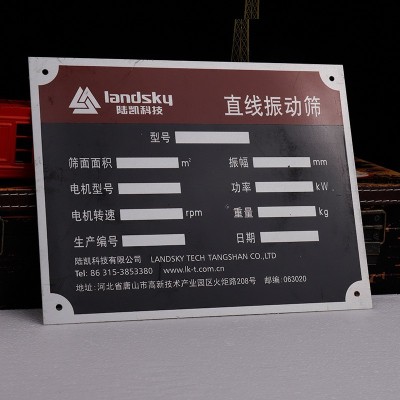 landsky
陆凯科技
直线振动筛
型号
筛面面积 m² 振幅 mm
电机型号 功率 kW
电机转速 rpm 重量 kg
生产编号 日期
陆凯科技有限公司 LANDSKY TECH TANGSHAN CO.,LTD
Tel: 86 315-3853380 www.lk-t.com.cn
地址: 河北省唐山市高新技术产业园区火炬路208号 邮编: 063020